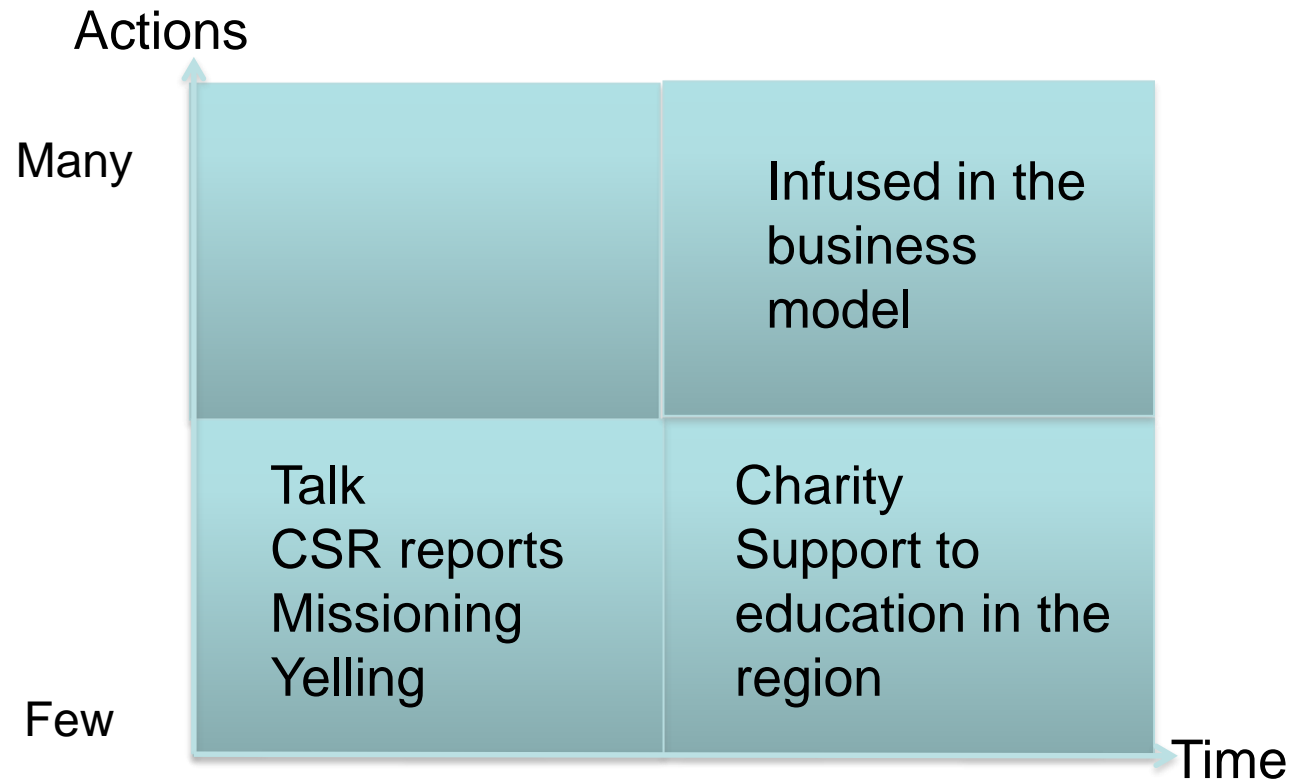 Actions
Many
Infused in the
business
model
Talk
CSR reports
Missioning
Yelling
Charity
Support to
education in the
region
Few
Time